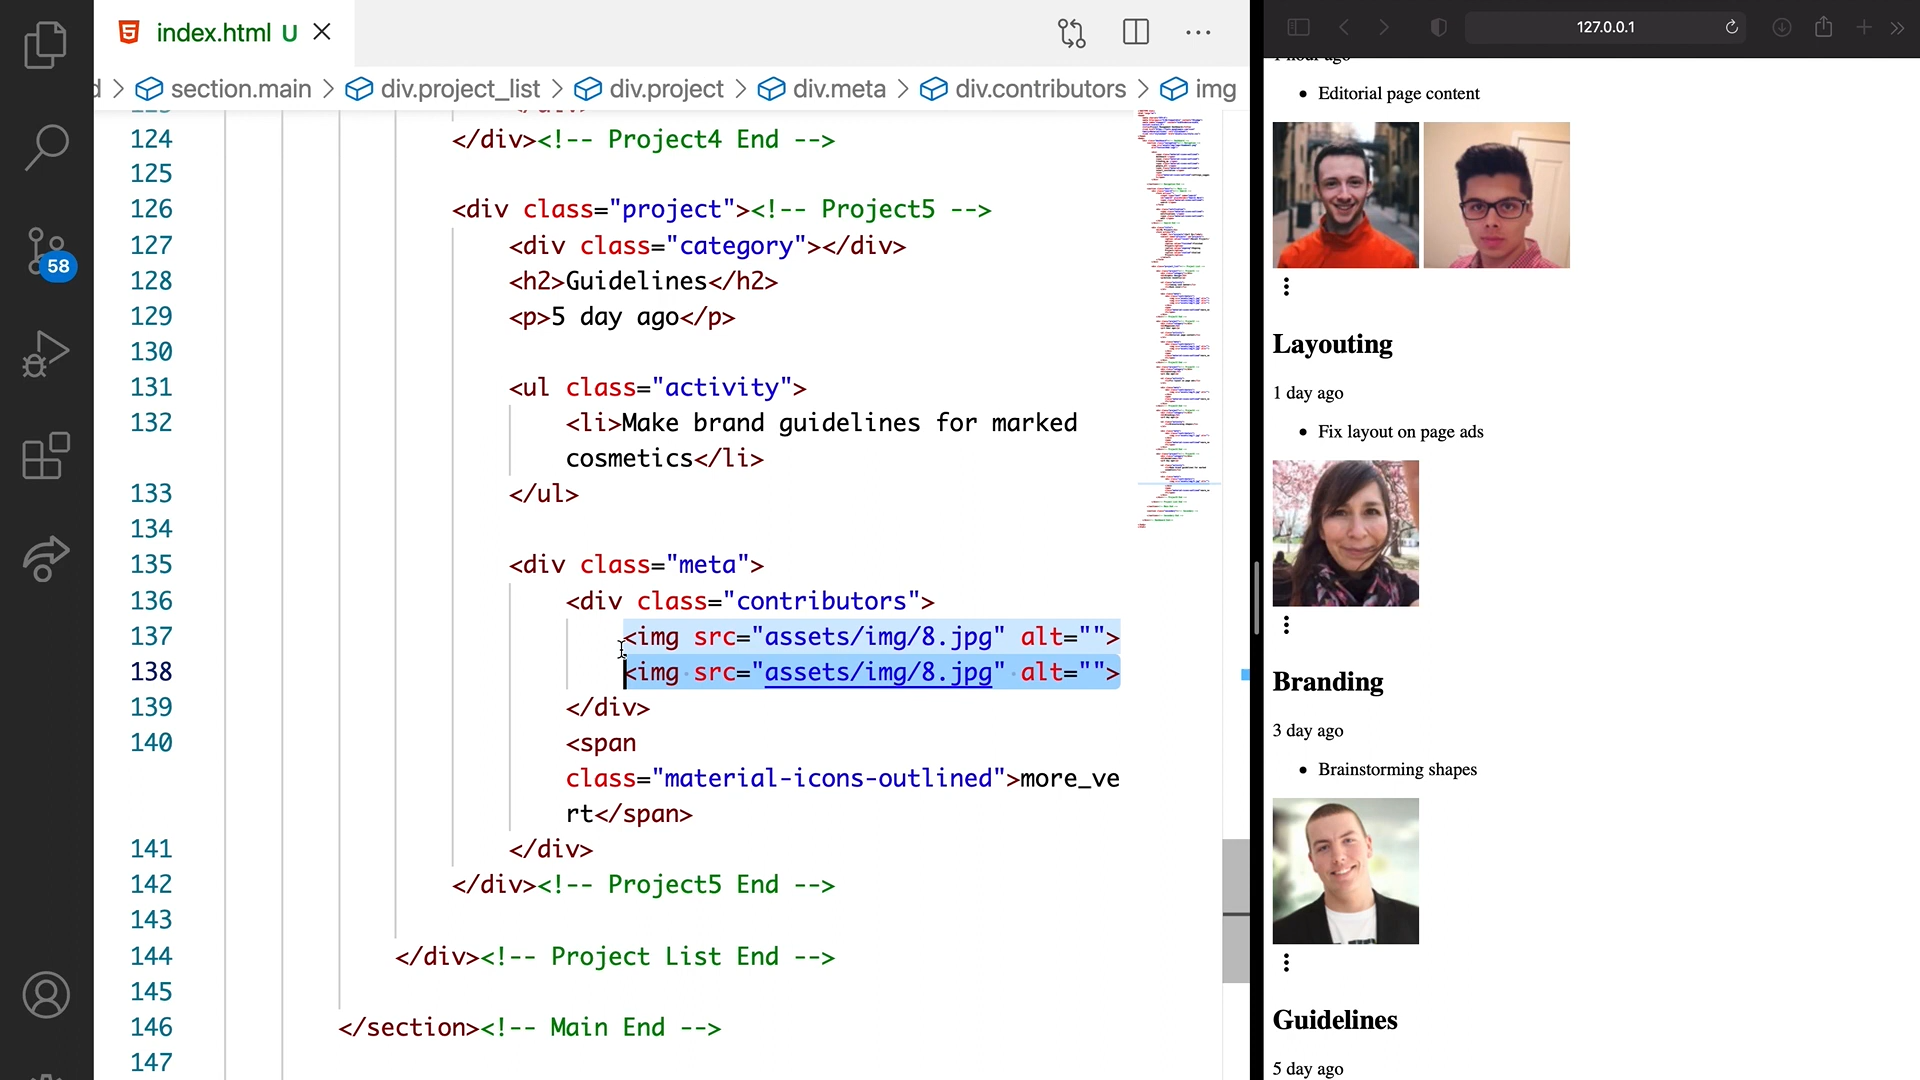 index.html U
section.main > div.project_list > div.project > div.meta > div.contributors > img
124 </div><!-- Project4 End -->
125
126 <div class="project"><!-- Project5 -->
127 <div class="category"></div>
128 <h2>Guidelines</h2>
129 <p>5 day ago</p>
130
131 <ul class="activity">
132 <li>Make brand guidelines for marked
cosmetics</li>
133 </ul>
134
135 <div class="meta">
136 <div class="contributors">
137 <img src="assets/img/8.jpg" alt="">
138 <img src="assets/img/8.jpg" alt="">
139 </div>
140 <span
class="material-icons-outlined">more_ve
rt</span>
141 </div>
142 </div><!-- Project5 End -->
143
144 </div><!-- Project List End -->
145
146 </section><!-- Main End -->
147
58
127.0.0.1
1 hour ago
• Editorial page content
Layouting
1 day ago
• Fix layout on page ads
Branding
3 day ago
• Brainstorming shapes
Guidelines
5 day ago